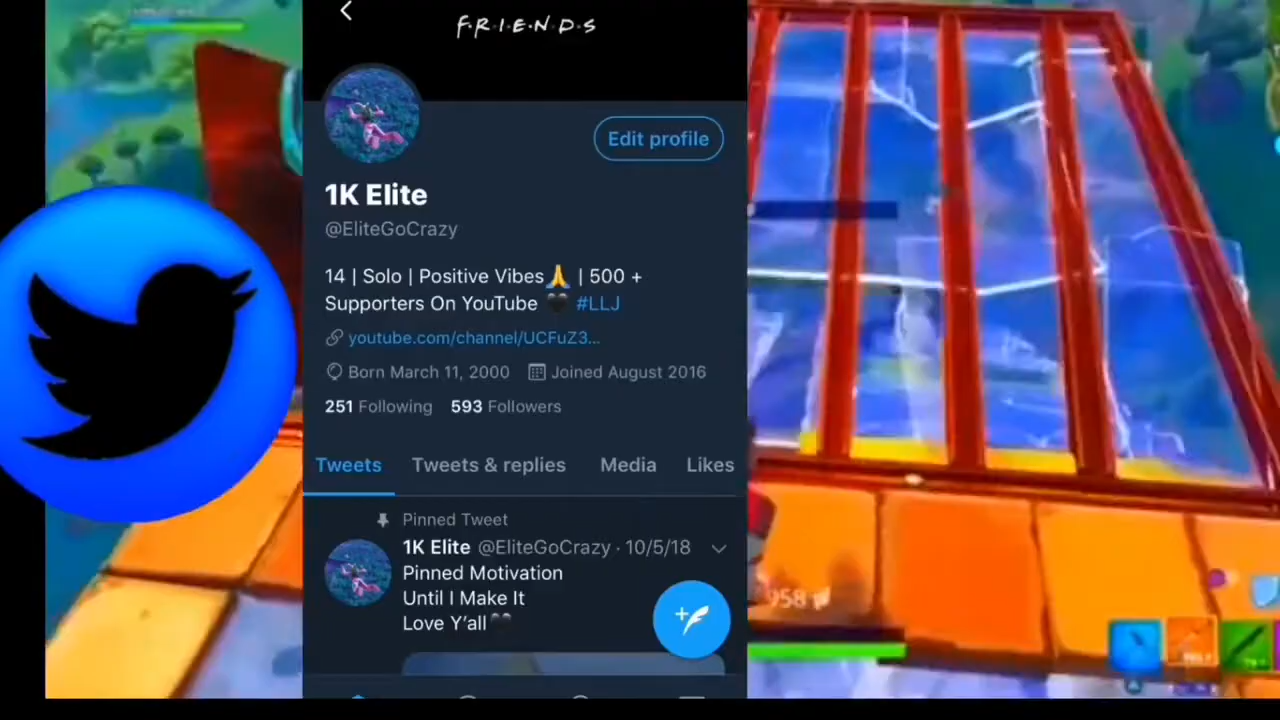 F·R·I·E·N·D·S
Edit profile
1K Elite
@EliteGoCrazy
14 | Solo | Positive Vibes🙏 | 500 +
Supporters On YouTube 🖤 #LLJ
youtube.com/channel/UCFuZ3...
Born March 11, 2000 Joined August 2016
251 Following 593 Followers
Tweets Tweets & replies Media Likes
Pinned Tweet
1K Elite @EliteGoCrazy · 10/5/18
Pinned Motivation
Until I Make It
Love Y'all🖤
958